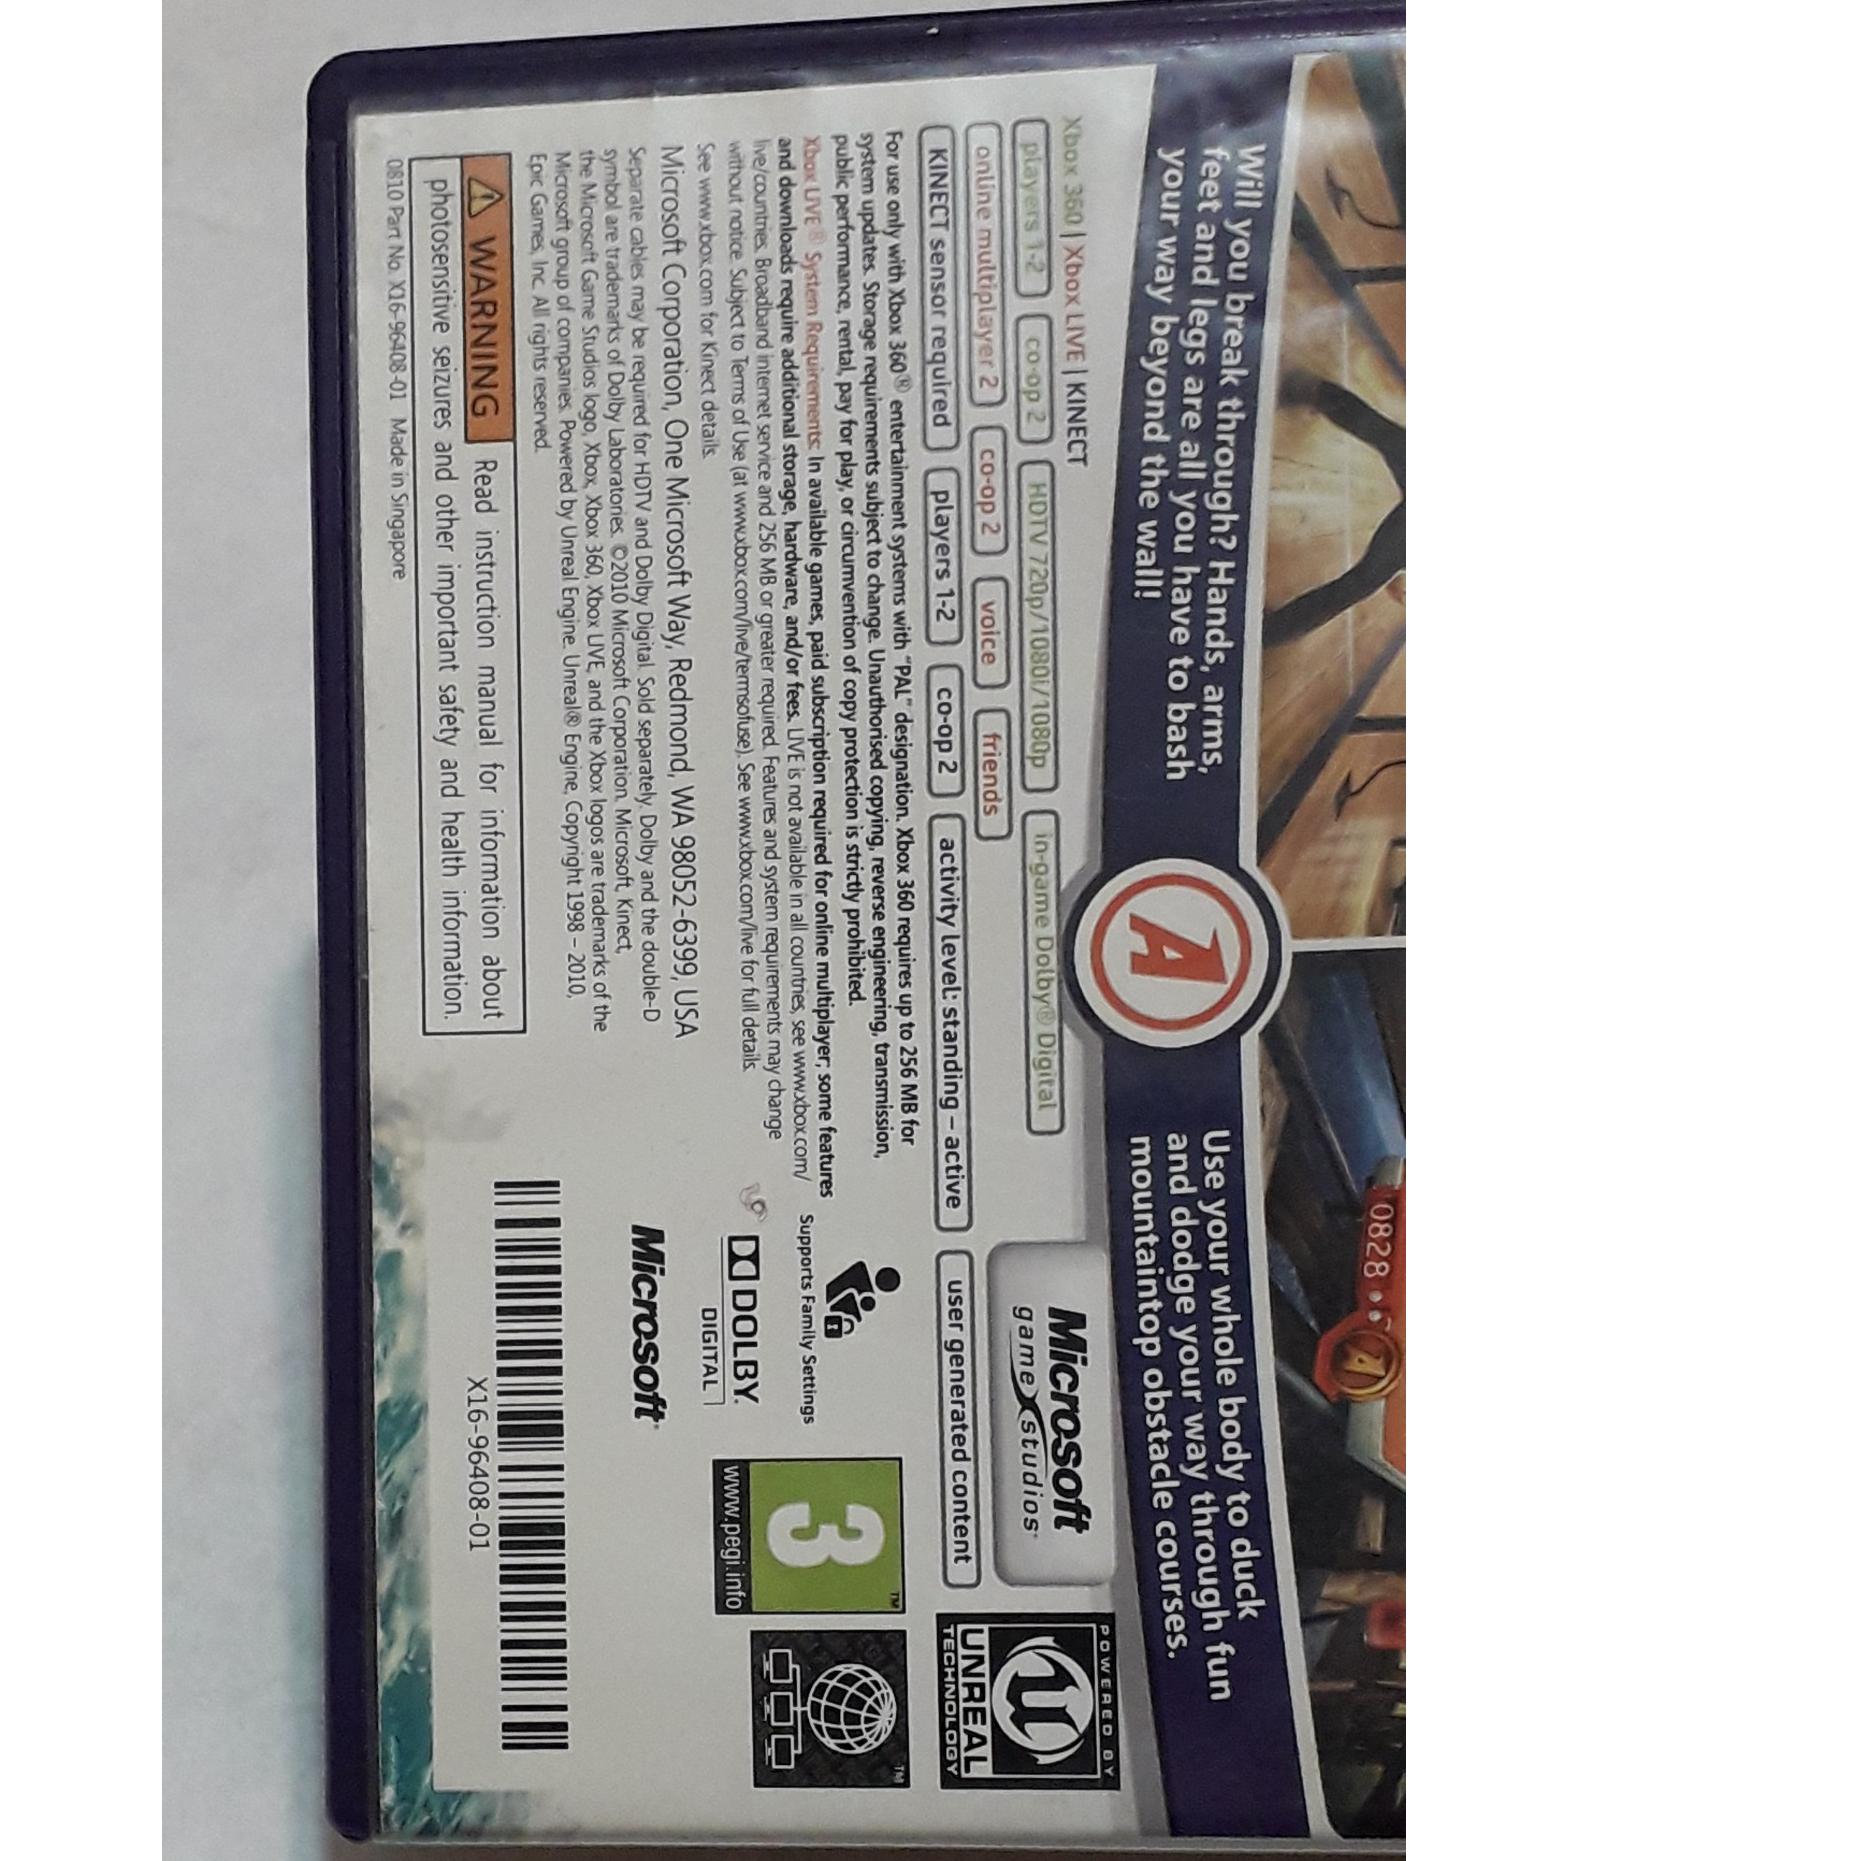 Will you break through? Hands, arms,
feet and legs are all you have to bash
your way beyond the wall!
A
0828
A
Use your whole body to duck
and dodge your way through fun
mountaintop obstacle courses.
Xbox 360 | Xbox LIVE | KINECT
players 1-2 co-op 2 HDTV 720p/1080i/1080p in-game Dolby® Digital
online multiplayer 2 co-op 2 voice friends
KINECT sensor required players 1-2 co-op 2 activity level: standing – active user generated content
Microsoft
game studios
POWERED BY
U
UNREAL
TECHNOLOGY
For use only with Xbox 360® entertainment systems with "PAL" designation. Xbox 360 requires up to 256 MB for
system updates. Storage requirements subject to change. Unauthorised copying, reverse engineering, transmission,
public performance, rental, pay for play, or circumvention of copy protection is strictly prohibited.
Xbox LIVE® System Requirements: In available games, paid subscription required for online multiplayer; some features
and downloads require additional storage, hardware, and/or fees. LIVE is not available in all countries, see www.xbox.com/
live/countries. Broadband internet service and 256 MB or greater required. Features and system requirements may change
without notice. Subject to Terms of Use (at www.xbox.com/live/termsofuse). See www.xbox.com/live for full details.
See www.xbox.com for Kinect details.
Microsoft Corporation, One Microsoft Way, Redmond, WA 98052-6399, USA
Separate cables may be required for HDTV and Dolby Digital. Sold separately. Dolby and the double-D
symbol are trademarks of Dolby Laboratories. ©2010 Microsoft Corporation. Microsoft, Kinect,
the Microsoft Game Studios logo, Xbox, Xbox 360, Xbox LIVE, and the Xbox logos are trademarks of the
Microsoft group of companies. Powered by Unreal Engine. Unreal® Engine, Copyright 1998 – 2010,
Epic Games, Inc. All rights reserved.
WARNING Read instruction manual for information about
photosensitive seizures and other important safety and health information.
0810 Part No. X16-96408-01 Made in Singapore
Supports Family Settings
DOLBY
DIGITAL
Microsoft®
3™
www.pegi.info
TM
X16-96408-01